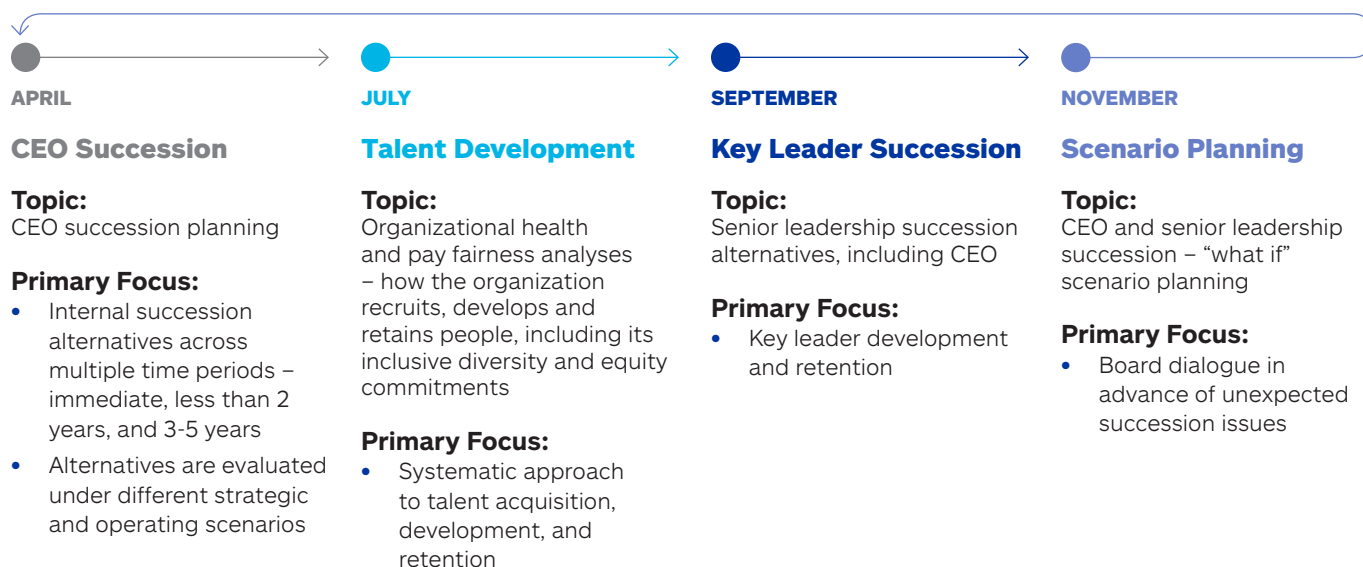 APRIL
CEO Succession
Topic:
CEO succession planning
Primary Focus:
• Internal succession
alternatives across
multiple time periods –
immediate, less than 2
years, and 3-5 years
• Alternatives are evaluated
under different strategic
and operating scenarios
JULY
Talent Development
Topic:
Organizational health
and pay fairness analyses
– how the organization
recruits, develops and
retains people, including its
inclusive diversity and equity
commitments
Primary Focus:
• Systematic approach
to talent acquisition,
development, and
retention
SEPTEMBER
Key Leader Succession
Topic:
Senior leadership succession
alternatives, including CEO
Primary Focus:
• Key leader development
and retention
NOVEMBER
Scenario Planning
Topic:
CEO and senior leadership
succession – “what if”
scenario planning
Primary Focus:
• Board dialogue in
advance of unexpected
succession issues